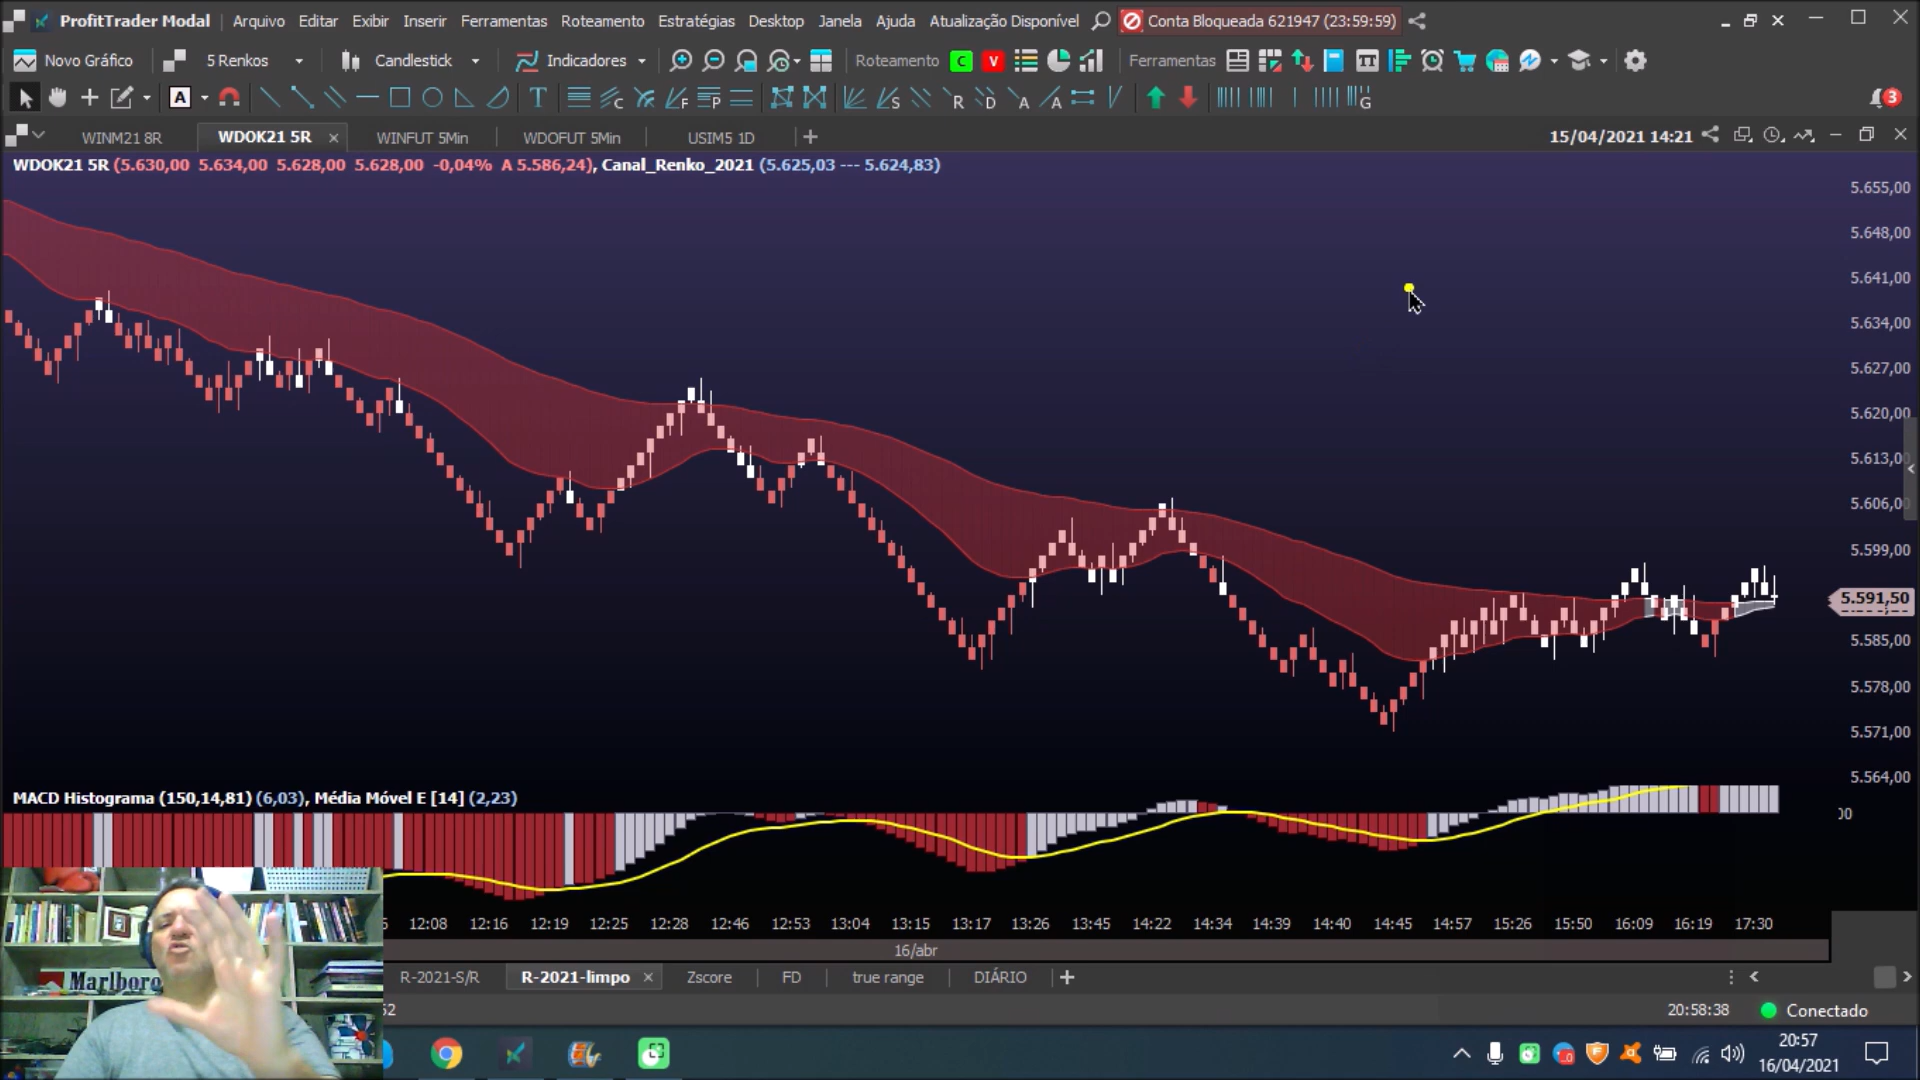 ProfitTrader Modal Arquivo Editar Exibir Inserir Ferramentas Roteamento Estratégias Desktop Janela Ajuda Atualização Disponível Conta Bloqueada 621947 (23:59:59)
Novo Gráfico 5 Renkos Candlestick Indicadores Roteamento C V Ferramentas
A T C F P S R D A A G 3
WINM21 8R WDOK21 5R WINFUT 5Min WDOFUT 5Min USIM5 1D 15/04/2021 14:21
WDOK21 5R (5.630,00 5.634,00 5.628,00 5.628,00 -0,04% A 5.586,24), Canal_Renko_2021 (5.625,03 --- 5.624,83)
5.655,00
5.648,00
5.641,00
5.634,00
5.627,00
5.620,00
5.613,00
5.606,00
5.599,00
5.591,50
5.585,00
5.578,00
5.571,00
5.564,00
MACD Histograma (150,14,81) (6,03), Média Móvel E [14] (2,23)
12:08 12:16 12:19 12:25 12:28 12:46 12:53 13:04 13:15 13:17 13:26 13:45 14:22 14:34 14:39 14:40 14:45 14:57 15:26 15:50 16:09 16:19 17:30
16/abr
Marlboro
R-2021-S/R R-2021-limpo Zscore FD true range DIÁRIO
20:58:38 Conectado
20:57
16/04/2021